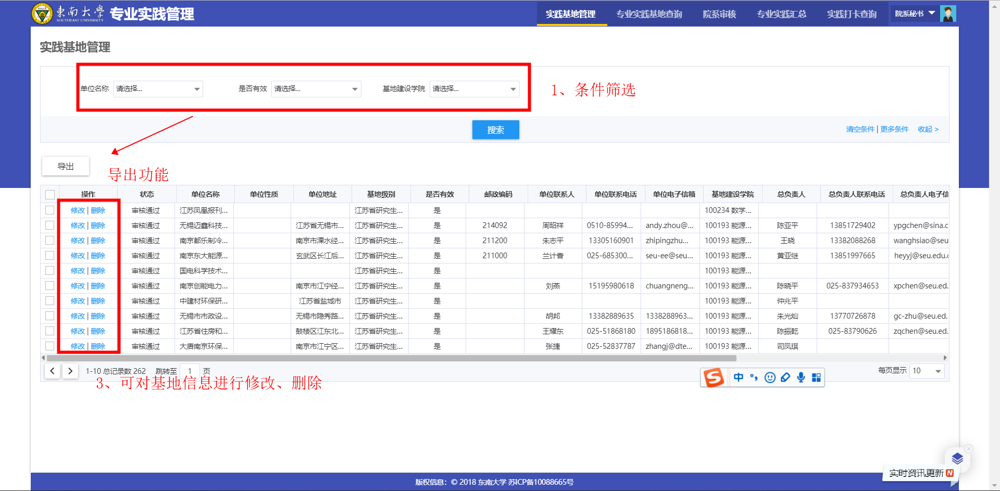 東南大學 SOUTHEAST UNIVERSITY 专业实践管理 实践基地管理 专业实践基地查询 院系审核 专业实践汇总 实践打卡查询 院系秘书
实践基地管理
单位名称 请选择... 是否有效 请选择... 基地建设学院 请选择... 1、条件筛选
搜索 清空条件 | 更多条件 收起 >
导出 导出功能
操作 状态 单位名称 单位性质 单位地址 基地级别 是否有效 邮政编码 单位联系人 单位联系电话 单位电子信箱 基地建设学院 总负责人 总负责人联系电话 总负责人电子信
修改 | 删除 审核通过 江苏凤凰报刊... 江苏省研究生... 是 100234 数学...
修改 | 删除 审核通过 无锡迈鑫科技... 江苏省无锡市... 江苏省研究生... 是 214092 周昭祥 0510-85994... andy.zhou@... 100193 能源... 陈亚平 13851729402 ypgchen@sina.c
修改 | 删除 审核通过 南京都乐制冷... 南京市溧水经... 江苏省研究生... 是 211200 朱志平 13305160901 zhipingzhu... 100193 能源... 王晓 13382088268 wanghsiao@seu
修改 | 删除 审核通过 南京东大能源... 玄武区长江后... 江苏省研究生... 是 211000 兰计香 025-685300... seu-ee@seu... 100193 能源... 黄亚继 13851997665 heyyj@seu.edu.c
修改 | 删除 审核通过 国电科学技术... 江苏省研究生... 是 100193 能源...
修改 | 删除 审核通过 南京创能电力... 南京市江宁经... 江苏省研究生... 是 刘燕 15195980618 chuangneng... 100193 能源... 陈晓平 025-837934653 xpchen@seu.ed.
修改 | 删除 审核通过 中建材环保研... 江苏省盐城市 江苏省研究生... 是 100193 能源... 仲兆平
修改 | 删除 审核通过 无锡市市政设... 无锡市隐秀路... 江苏省研究生... 是 胡邦 13382889635 1338288963... 100193 能源... 朱光灿 13770726878 gc-zhu@seu.ed.
修改 | 删除 审核通过 江苏省住房和... 鼓楼区江东北... 江苏省研究生... 是 王耀东 025-51868180 1895186818... 100193 能源... 陈振乾 025-83790626 zqchen@seu.ed.
修改 | 删除 审核通过 大唐南京环保... 南京市江宁区... 江苏省研究生... 是 张捷 025-52837787 zhangj@dte... 100193 能源... 司凤琪
1-10 总记录数 262 跳转至 1 页 每页显示 10
3、可对基地信息进行修改、删除
S 中
实时资讯更新 N
版权信息：© 2018 东南大学 苏ICP备10088665号